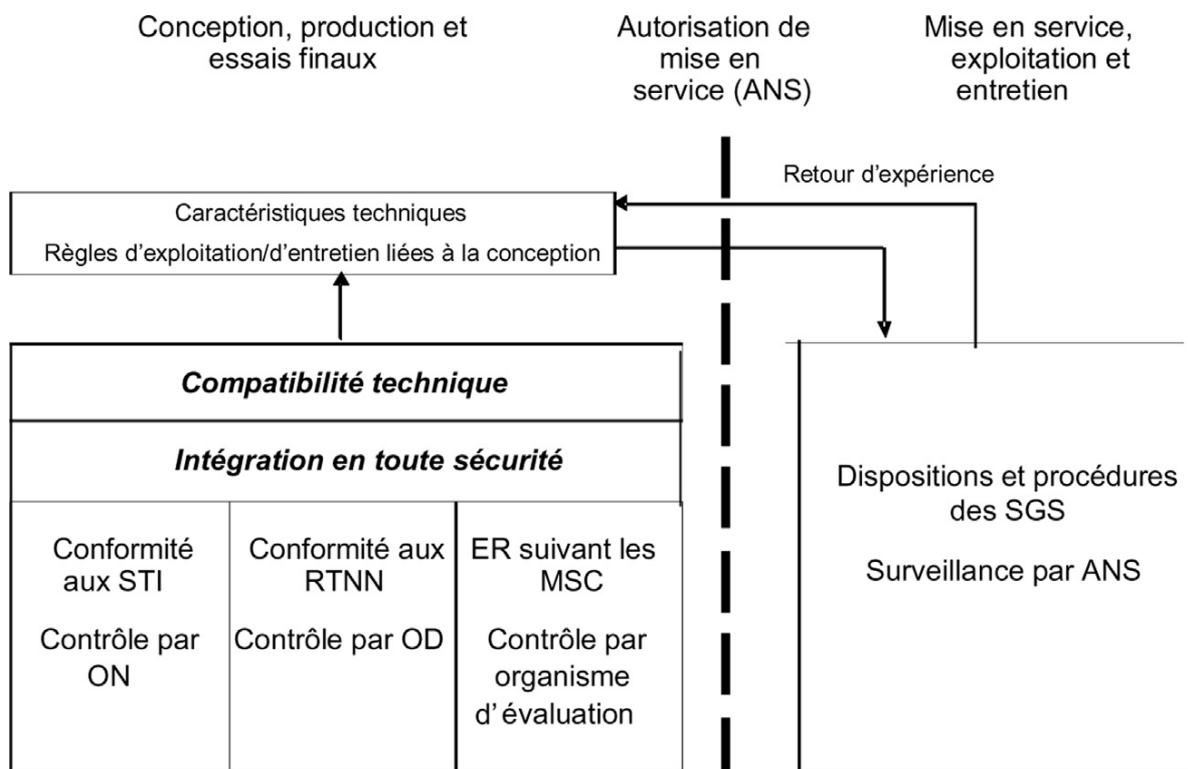 Conception, production et
essais finaux
Autorisation de
mise en
service (ANS)
Mise en service,
exploitation et
entretien
Retour d'expérience
Caractéristiques techniques
Règles d'exploitation/d'entretien liées à la conception
Compatibilité technique
Intégration en toute sécurité
Conformité
aux STI
Contrôle par
ON
Conformité aux
RTNN
Contrôle par OD
ER suivant les
MSC
Contrôle par
organisme
d' évaluation
Dispositions et procédures
des SGS
Surveillance par ANS